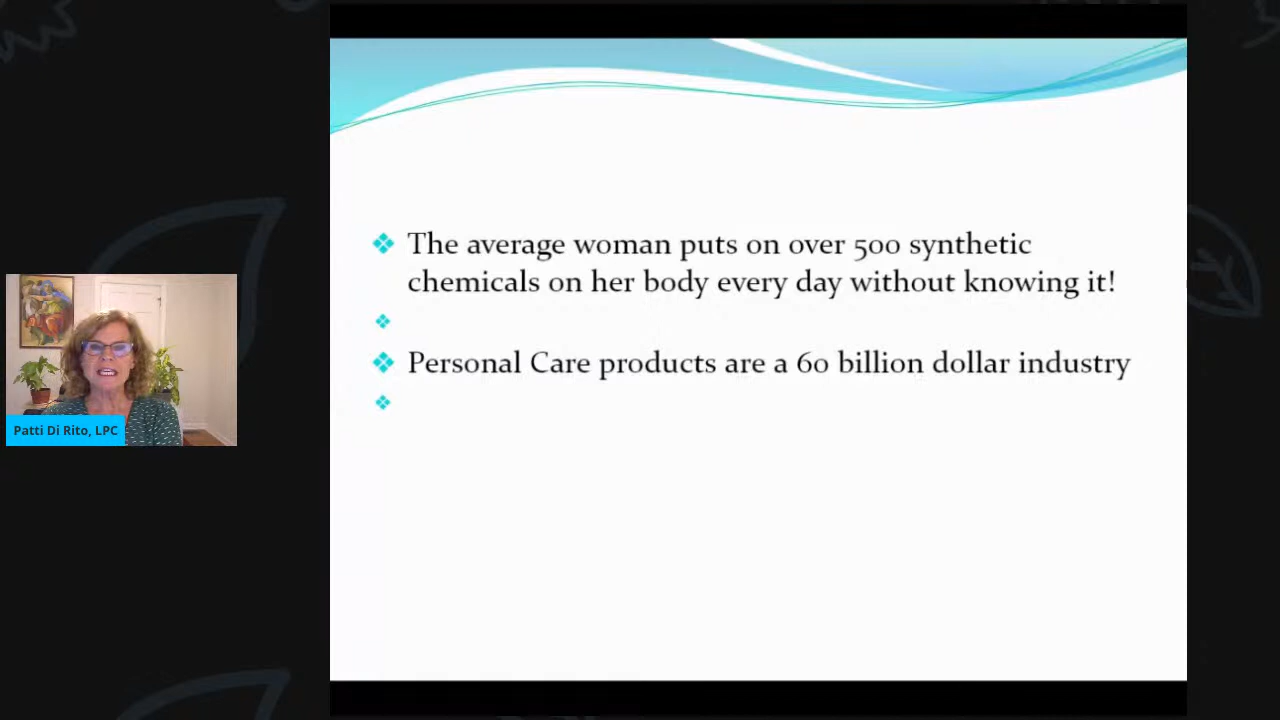 The average woman puts on over 500 synthetic
chemicals on her body every day without knowing it!
Personal Care products are a 60 billion dollar industry
Patti Di Rito, LPC